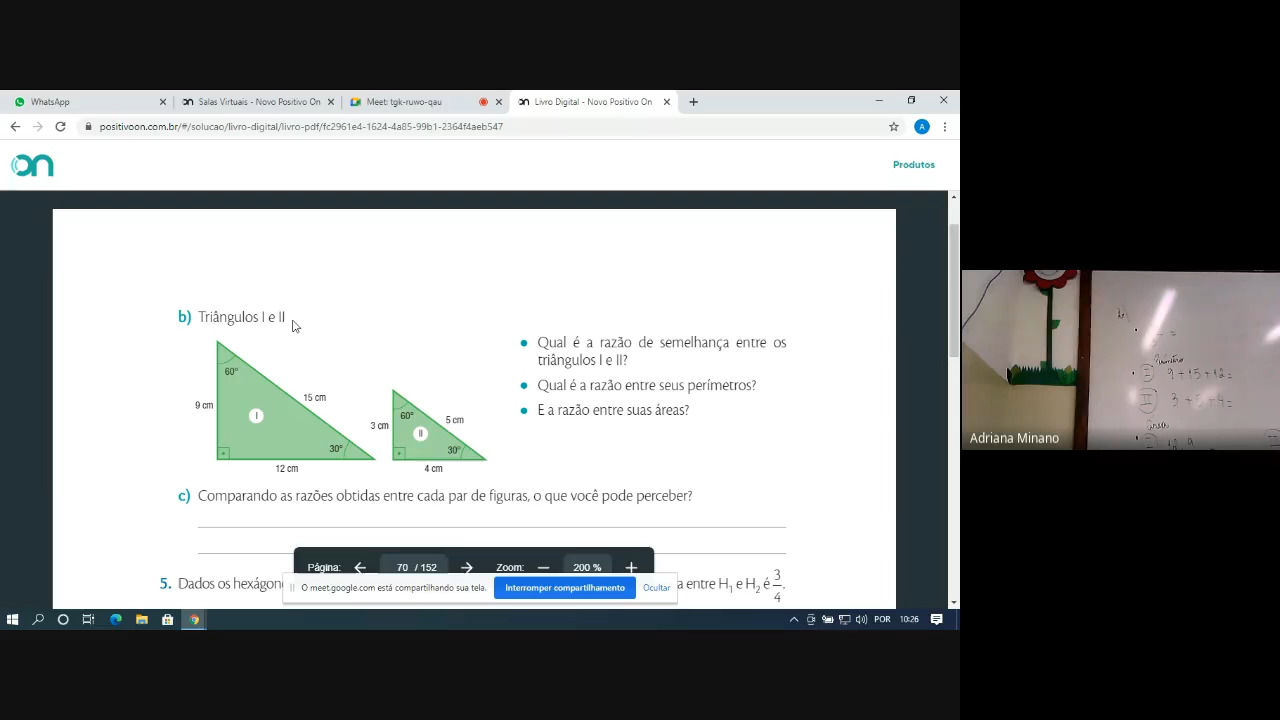 WhatsApp
Salas Virtuais - Novo Positivo On
Meet: tgk-ruwo-qau
Livro Digital - Novo Positivo On
positivoon.com.br/#/solucao/livro-digital/livro-pdf/fc2961e4-1624-4a85-99b1-2364f4aeb547
A
on
Produtos
b) Triângulos I e II
60°
9 cm
15 cm
I
30°
12 cm
60°
3 cm
5 cm
II
30°
4 cm
• Qual é a razão de semelhança entre os
triângulos I e II?
• Qual é a razão entre seus perímetros?
• E a razão entre suas áreas?
c) Comparando as razões obtidas entre cada par de figuras, o que você pode perceber?
Página: 70 / 152 Zoom: 200 %
5. Dados os
a entre H₁ e H₂ é 3/4.
O meet.google.com está compartilhando sua tela.
Interromper compartilhamento
Ocultar
POR
10:26
Perímetro
I 9+15+12=
II 3+5+4=
área
Adriana Minano